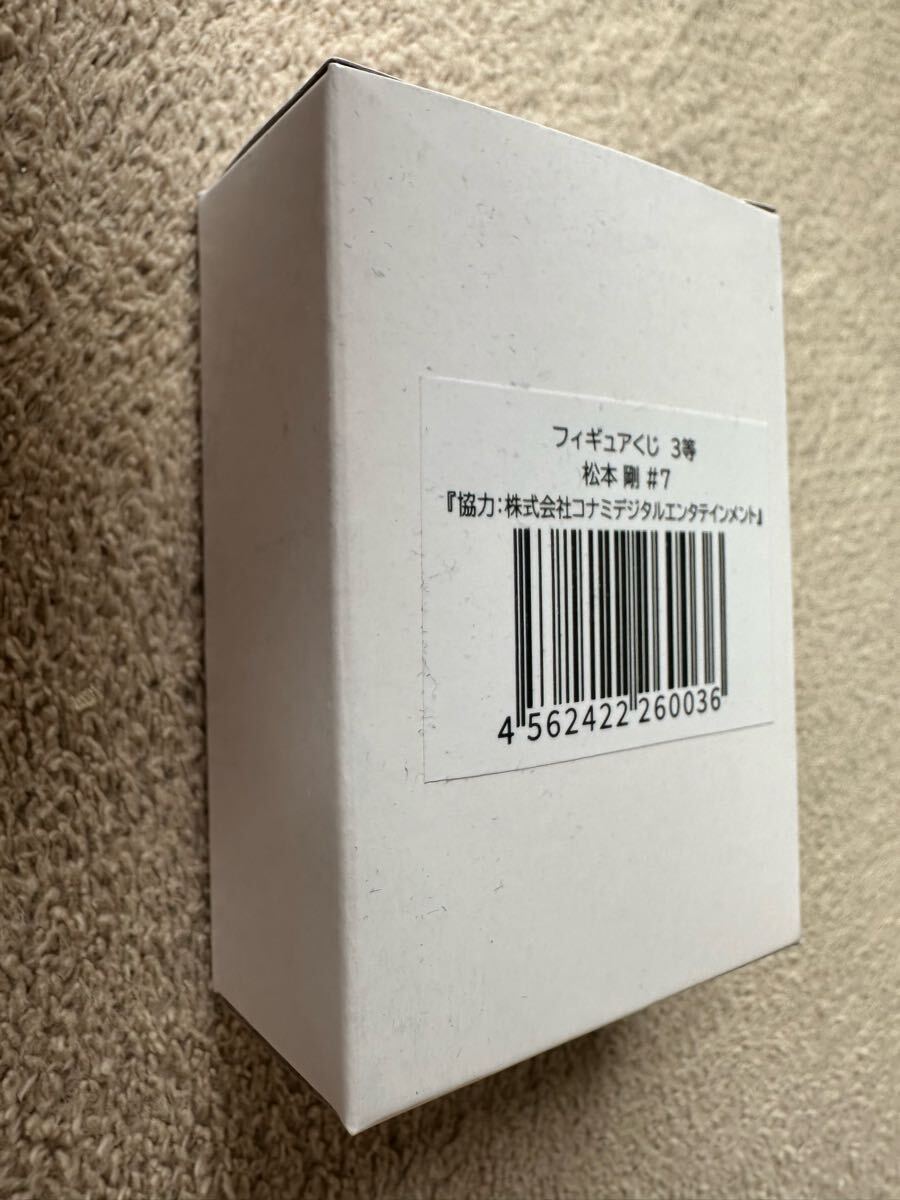 フィギュアくじ 3等
松本 剛 #7
『協力:株式会社コナミデジタルエンタテインメント』
4 562422 260036